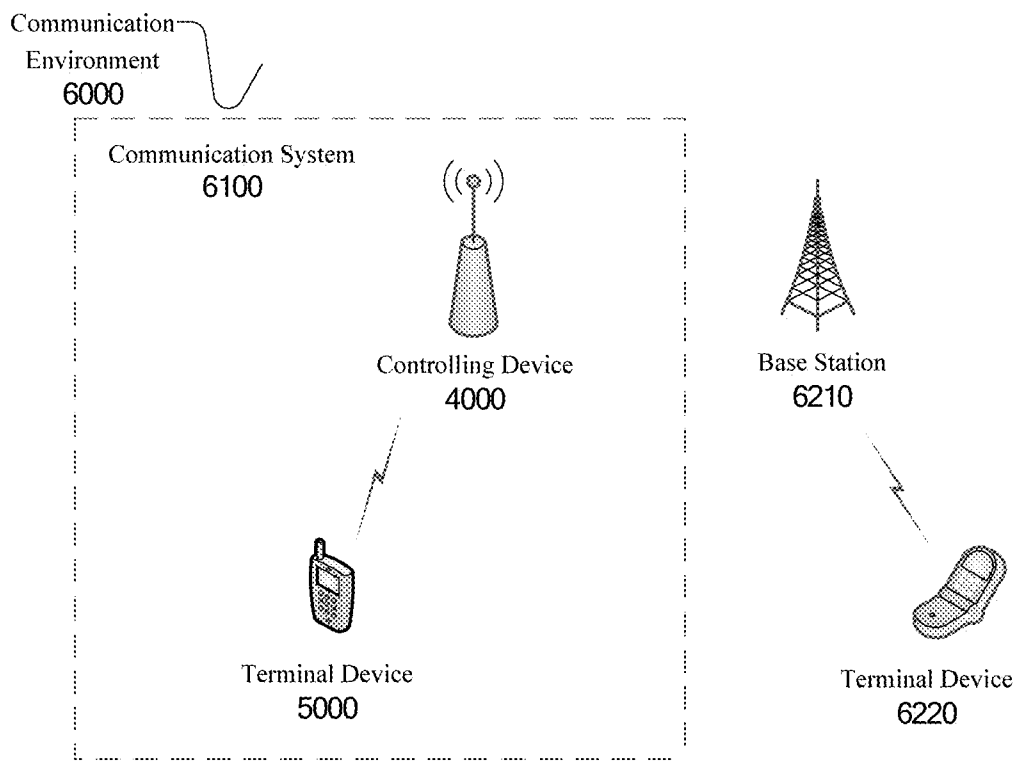 Communication
Environment
6000
Communication System
6100
Controlling Device
4000
Base Station
6210
Terminal Device
5000
Terminal Device
6220